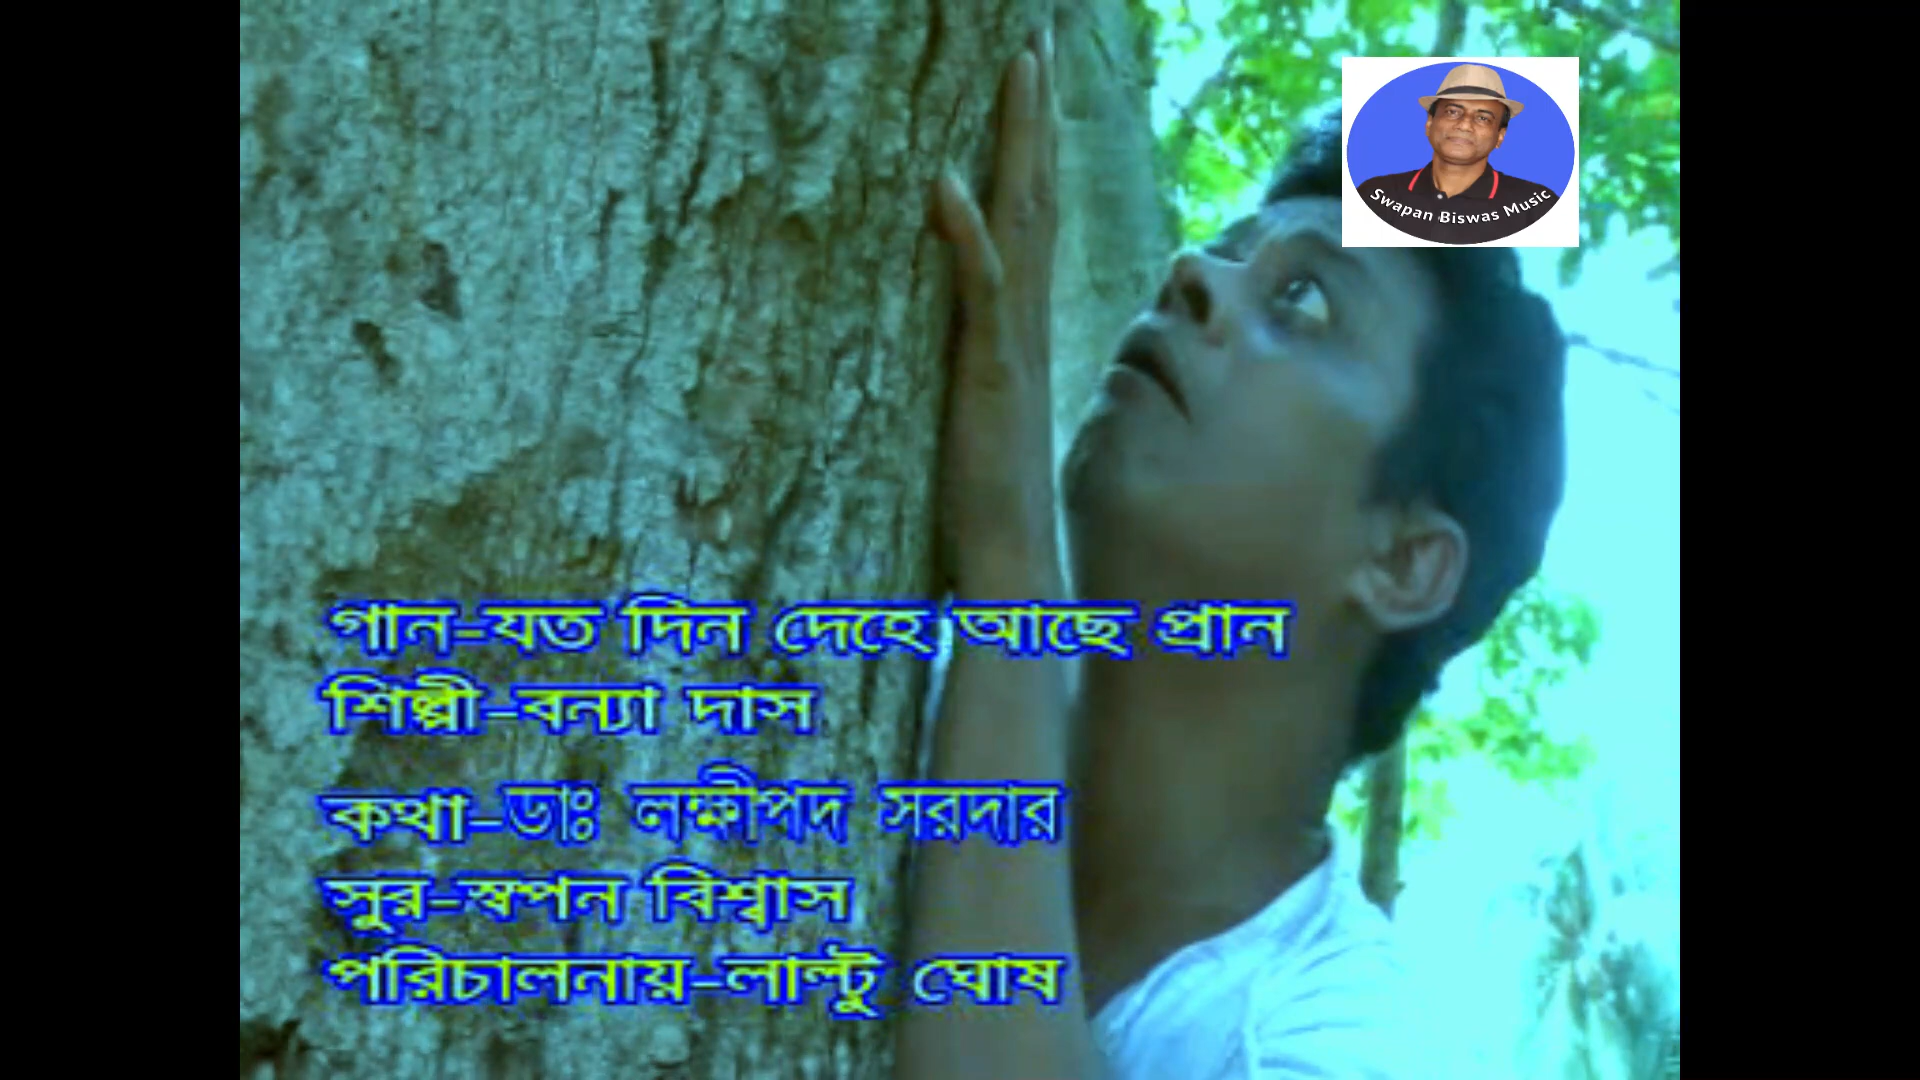 Swapan Biswas Music
গান-যত দিন দেহে আছে প্রান
শিল্পী-বন্যা দাস
কথা-ডাঃ লক্ষীপদ সরদার
সুর-স্বপন বিশ্বাস
পরিচালনায়-লাল্টু ঘোষ